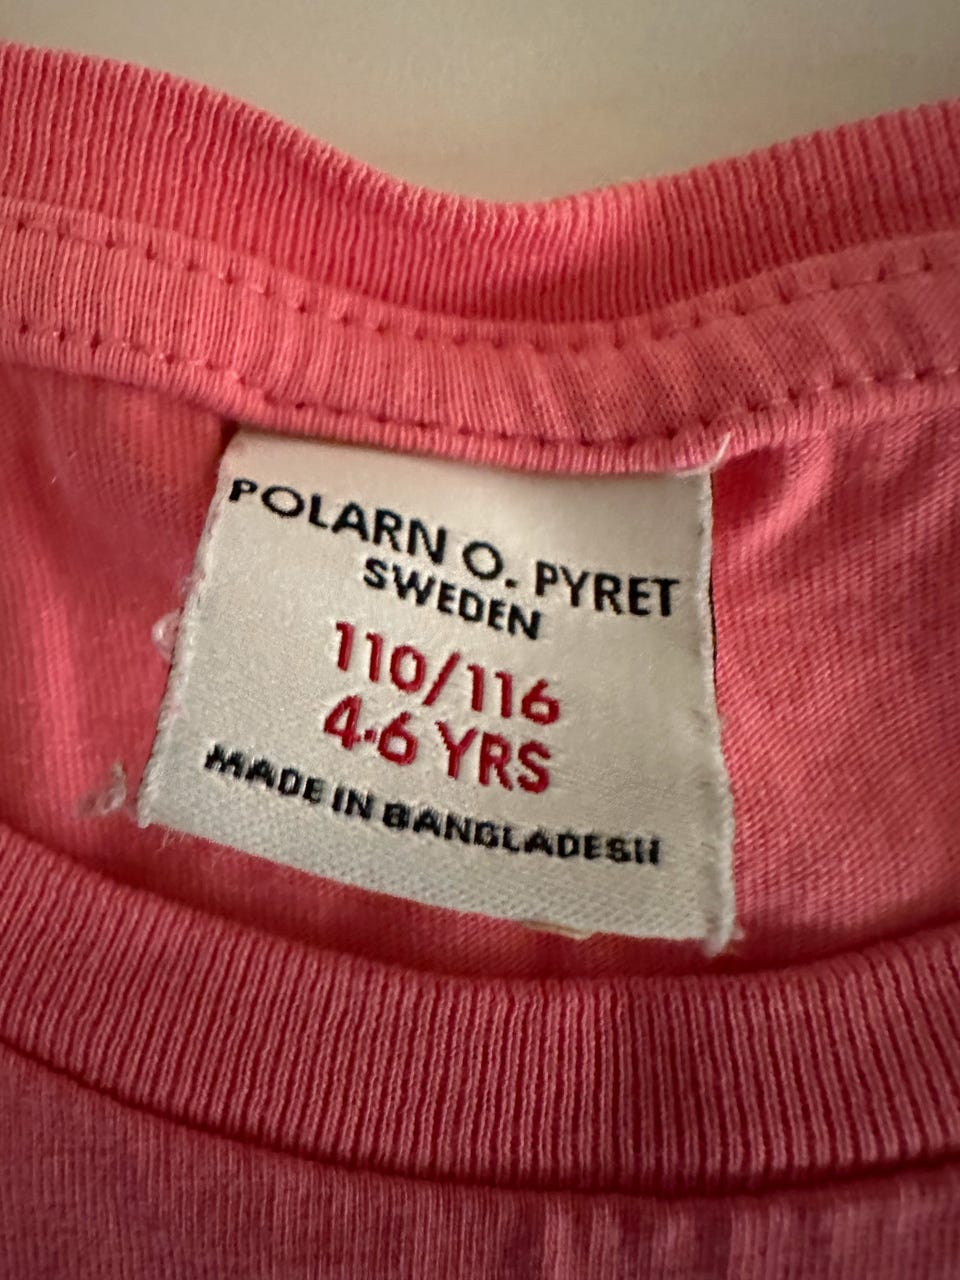 POLARN O. PYRET
SWEDEN
110/116
4-6 YRS
MADE IN BANGLADESH